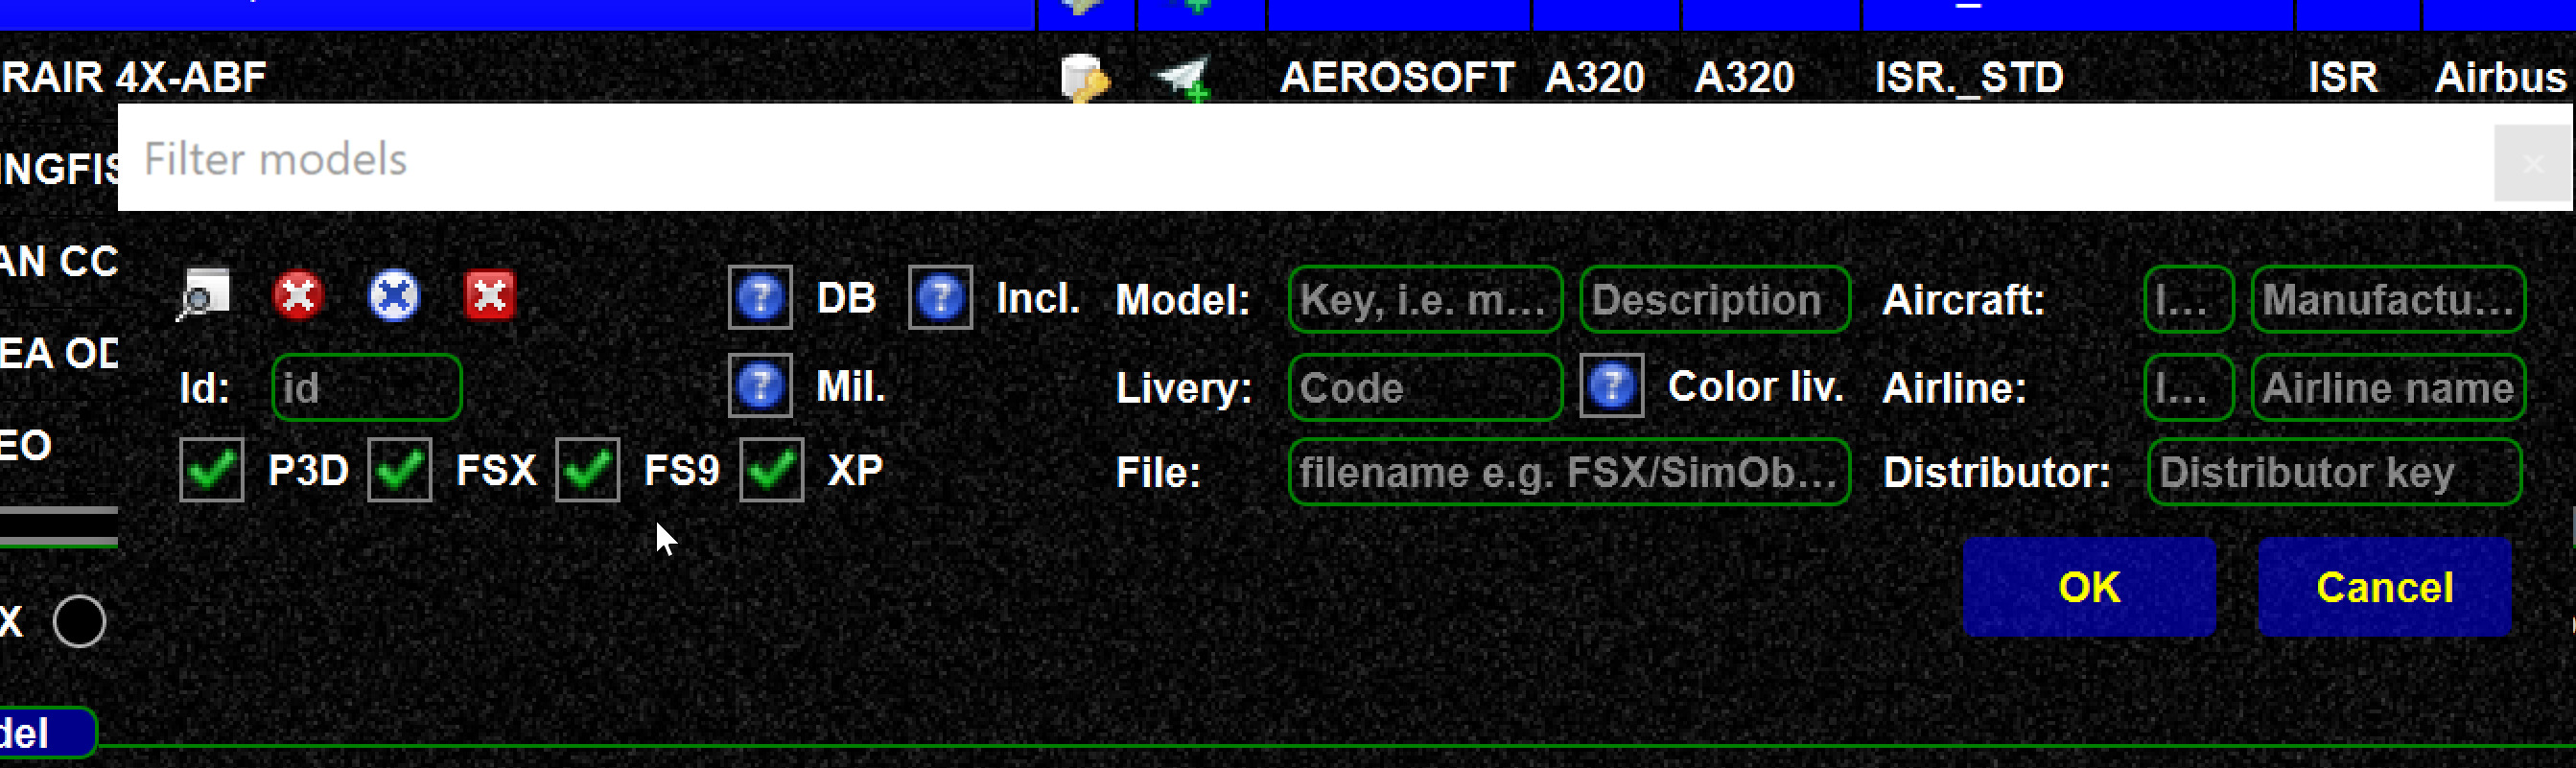 RAIR 4X-ABF AEROSOFT A320 A320 ISR._STD ISR Airbus
INGFIS
Filter models
AN CC
DB Incl. Model: Key, i.e. m... Description Aircraft: I... Manufactu...
EA OD
Id: id Mil. Livery: Code Color liv. Airline: I... Airline name
EO
P3D FSX FS9 XP File: filename e.g. FSX/SimOb... Distributor: Distributor key
OK Cancel
X
del